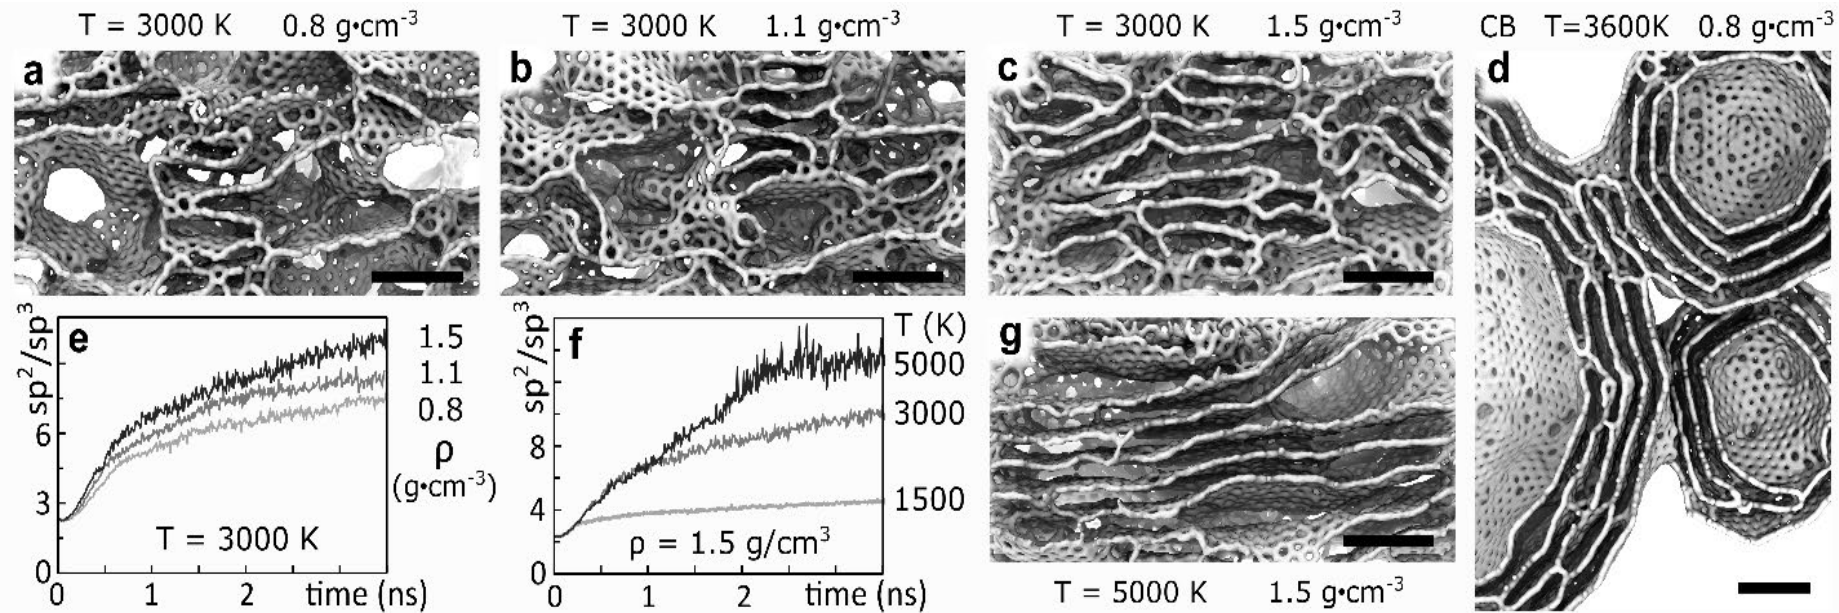 T = 3000 K 0.8 g•cm⁻³
T = 3000 K 1.1 g•cm⁻³
T = 3000 K 1.5 g•cm⁻³
CB T=3600K 0.8 g•cm⁻³
a
b
c
d
sp²/sp³
e
6
3
0
0 1 2 time (ns)
T = 3000 K
1.5
1.1
0.8
ρ
(g•cm⁻³)
sp²/sp³
f
8
4
0
0 1 2 time (ns)
ρ = 1.5 g/cm³
T (K)
5000
3000
1500
g
T = 5000 K 1.5 g•cm⁻³